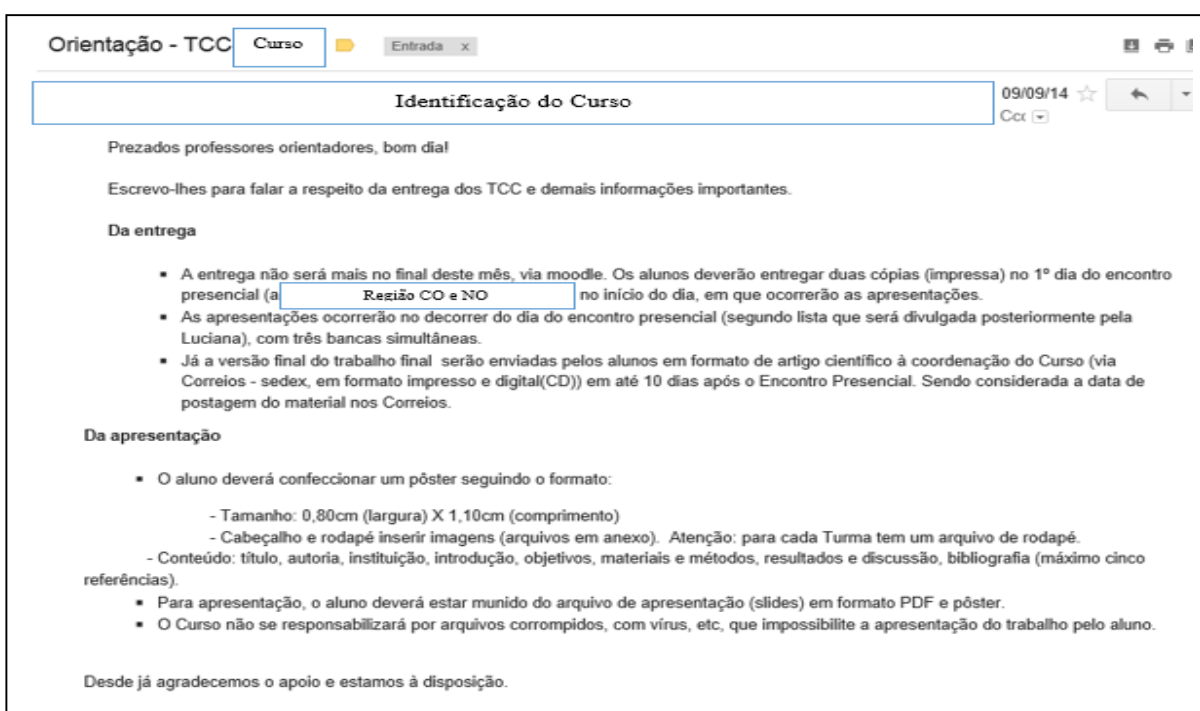 Orientação - TCC Curso Entrada x
Identificação do Curso
09/09/14
Prezados professores orientadores, bom dia!
Escrevo-lhes para falar a respeito da entrega dos TCC e demais informações importantes.
Da entrega
▪ A entrega não será mais no final deste mês, via moodle. Os alunos deverão entregar duas cópias (impressa) no 1º dia do encontro
presencial (a Região CO e NO no início do dia, em que ocorrerão as apresentações.
▪ As apresentações ocorrerão no decorrer do dia do encontro presencial (segundo lista que será divulgada posteriormente pela
Luciana), com três bancas simultâneas.
▪ Já a versão final do trabalho final serão enviadas pelos alunos em formato de artigo científico à coordenação do Curso (via
Correios - sedex, em formato impresso e digital(CD)) em até 10 dias após o Encontro Presencial. Sendo considerada a data de
postagem do material nos Correios.
Da apresentação
▪ O aluno deverá confeccionar um pôster seguindo o formato:
- Tamanho: 0,80cm (largura) X 1,10cm (comprimento)
- Cabeçalho e rodapé inserir imagens (arquivos em anexo). Atenção: para cada Turma tem um arquivo de rodapé.
- Conteúdo: título, autoria, instituição, introdução, objetivos, materiais e métodos, resultados e discussão, bibliografia (máximo cinco
referências).
▪ Para apresentação, o aluno deverá estar munido do arquivo de apresentação (slides) em formato PDF e pôster.
▪ O Curso não se responsabilizará por arquivos corrompidos, com vírus, etc, que impossibilite a apresentação do trabalho pelo aluno.
Desde já agradecemos o apoio e estamos à disposição.